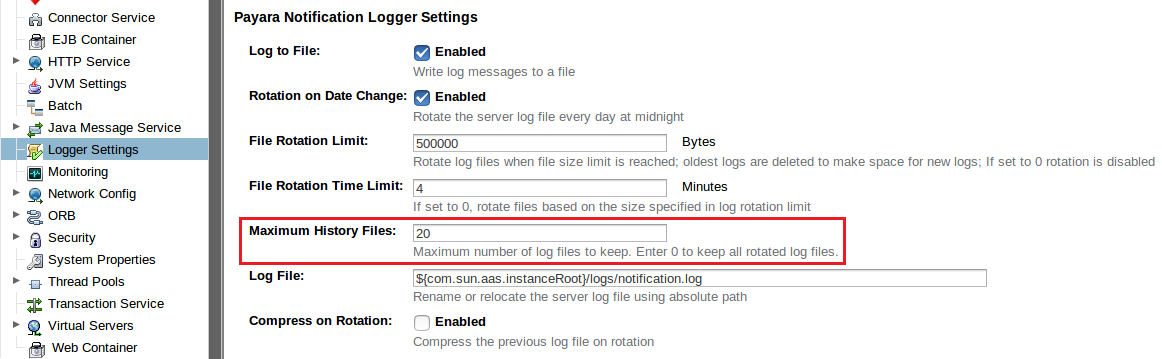 Connector Service
EJB Container
HTTP Service
JVM Settings
Batch
Java Message Service
Logger Settings
Monitoring
Network Config
ORB
Security
System Properties
Thread Pools
Transaction Service
Virtual Servers
Web Container
Payara Notification Logger Settings
Log to File: Enabled
Write log messages to a file
Rotation on Date Change: Enabled
Rotate the server log file every day at midnight
File Rotation Limit: 500000 Bytes
Rotate log files when file size limit is reached; oldest logs are deleted to make space for new logs; If set to 0 rotation is disabled
File Rotation Time Limit: 4 Minutes
If set to 0, rotate files based on the size specified in log rotation limit
Maximum History Files: 20
Maximum number of log files to keep. Enter 0 to keep all rotated log files.
Log File: ${com.sun.aas.instanceRoot}/logs/notification.log
Rename or relocate the server log file using absolute path
Compress on Rotation: Enabled
Compress the previous log file on rotation